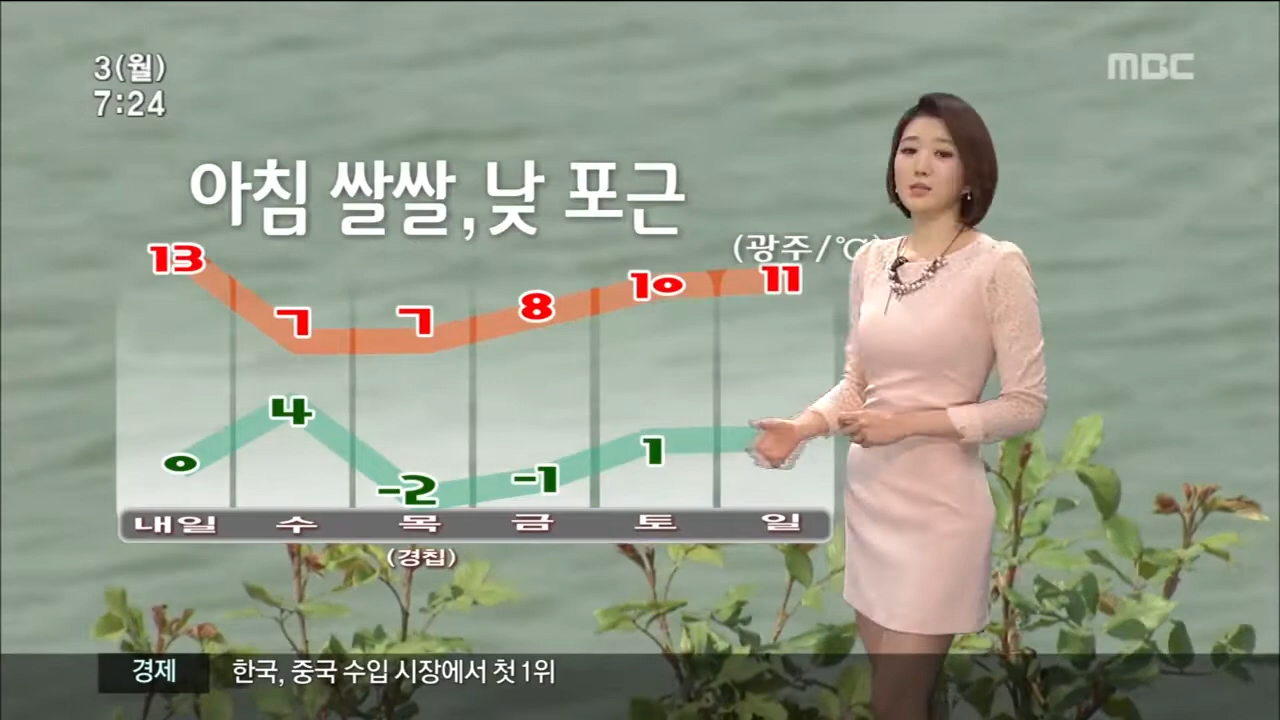 3(월)
7:24
MBC
아침 쌀쌀,낮 포근
(광주/℃)
13 7 7 8 10 11
0 4 -2 -1 1
내일 수 목 금 토 일
(경칩)
경제 한국, 중국 수입 시장에서 첫 1위